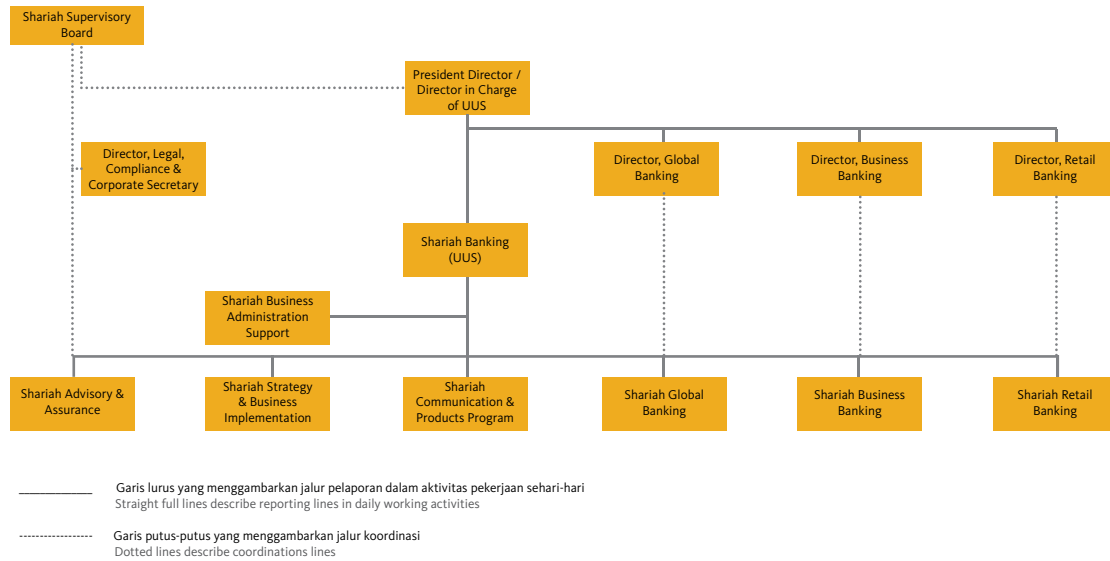 Shariah Supervisory
Board
President Director /
Director in Charge
of UUS
Director, Legal,
Compliance &
Corporate Secretary
Director, Global
Banking
Director, Business
Banking
Director, Retail
Banking
Shariah Banking
(UUS)
Shariah Business
Administration
Support
Shariah Advisory &
Assurance
Shariah Strategy
& Business
Implementation
Shariah
Communication &
Products Program
Shariah Global
Banking
Shariah Business
Banking
Shariah Retail
Banking
Garis lurus yang menggambarkan jalur pelaporan dalam aktivitas pekerjaan sehari-hari
Straight full lines describe reporting lines in daily working activities
Garis putus-putus yang menggambarkan jalur koordinasi
Dotted lines describe coordinations lines